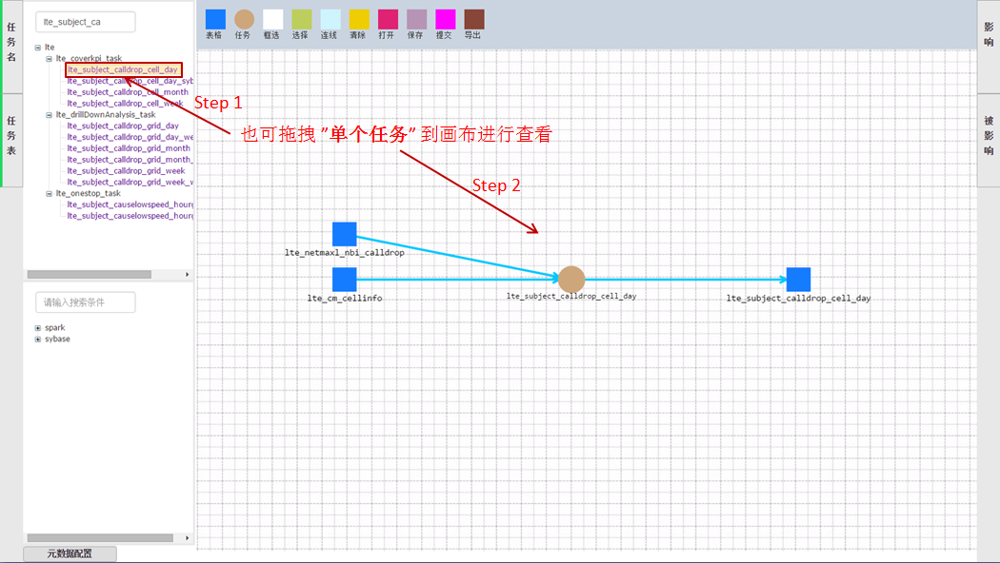 任务名
任务表
lte_subject_ca
lte
lte_coverkpi_task
lte_subject_calldrop_cell_day
lte_subject_calldrop_cell_day_syb
lte_subject_calldrop_cell_month
lte_subject_calldrop_cell_week
lte_drillDownAnalysis_task
lte_subject_calldrop_grid_day
lte_subject_calldrop_grid_day_we
lte_subject_calldrop_grid_month
lte_subject_calldrop_grid_month_
lte_subject_calldrop_grid_week
lte_subject_calldrop_grid_week_w
lte_onestop_task
lte_subject_causelowspeed_hourg
lte_subject_causelowspeed_hourg
请输入搜索条件
spark
sybase
元数据配置
表格 任务 框选 选择 连线 清除 打开 保存 提交 导出
Step 1
也可拖拽 "单个任务" 到画布进行查看
Step 2
lte_netmaxl_nbi_calldrop
lte_cm_cellinfo
lte_subject_calldrop_cell_day
lte_subject_calldrop_cell_day
影响
被影响